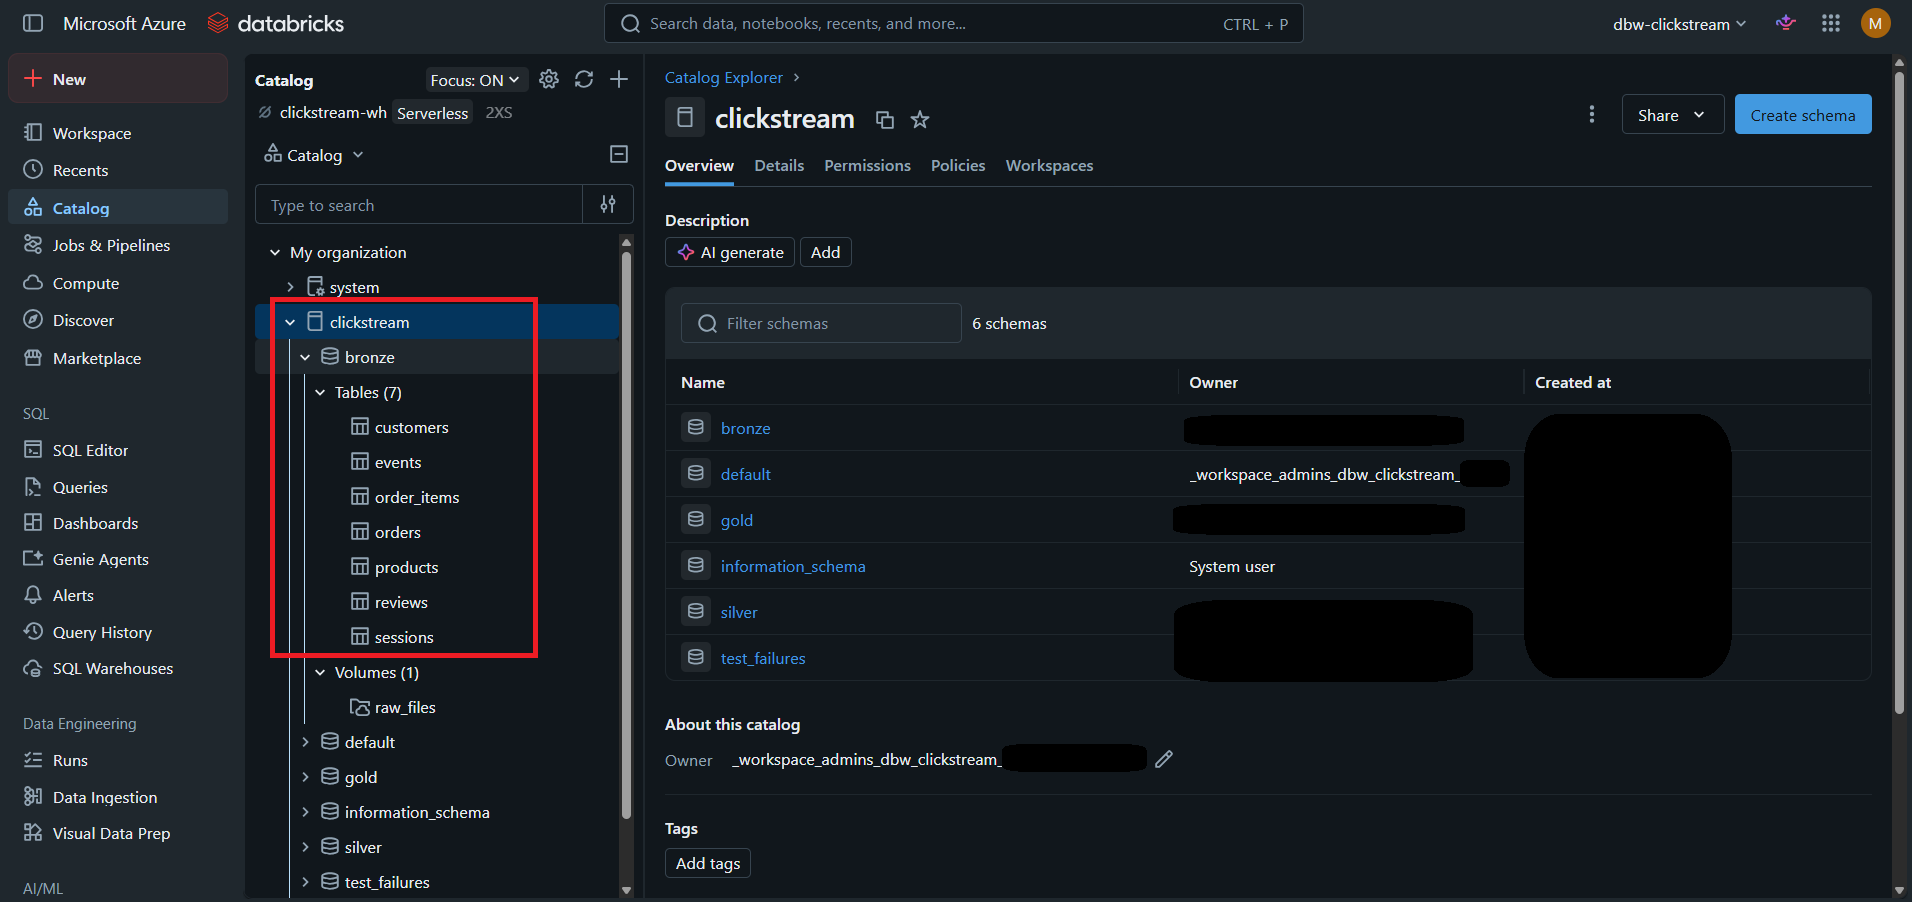 Microsoft Azure databricks
Search data, notebooks, recents, and more... CTRL + P
dbw-clickstream
M
New
Workspace
Recents
Catalog
Jobs & Pipelines
Compute
Discover
Marketplace
SQL
SQL Editor
Queries
Dashboards
Genie Agents
Alerts
Query History
SQL Warehouses
Data Engineering
Runs
Data Ingestion
Visual Data Prep
AI/ML
Catalog Focus: ON
clickstream-wh Serverless 2XS
Catalog
Type to search
My organization
system
clickstream
bronze
Tables (7)
customers
events
order_items
orders
products
reviews
sessions
Volumes (1)
raw_files
default
gold
information_schema
silver
test_failures
Catalog Explorer
clickstream
Share
Create schema
Overview Details Permissions Policies Workspaces
Description
AI generate Add
Filter schemas 6 schemas
Name Owner Created at
bronze
default _workspace_admins_dbw_clickstream_
gold
information_schema System user
silver
test_failures
About this catalog
Owner _workspace_admins_dbw_clickstream_
Tags
Add tags